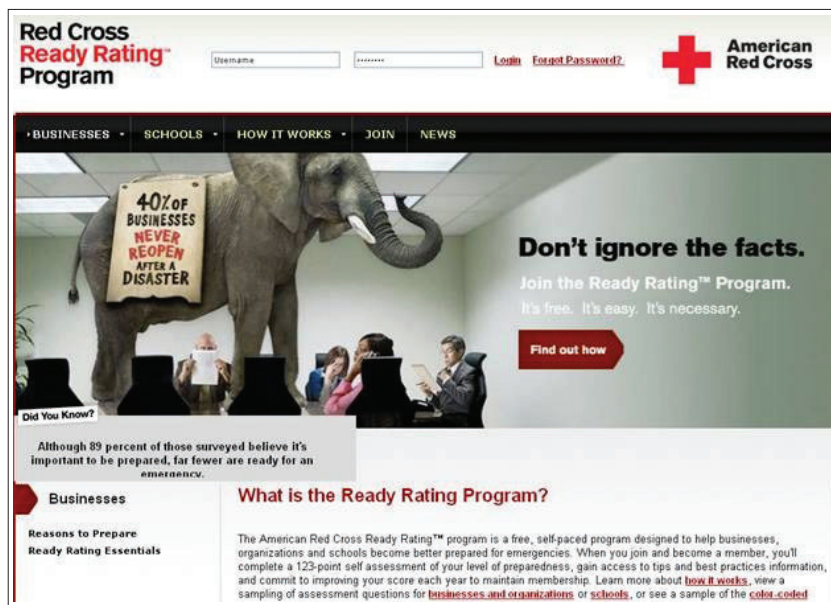 Red Cross
Ready Rating™
Program
Username
········
Login
Forgot Password?
American
Red Cross
BUSINESSES
SCHOOLS
HOW IT WORKS
JOIN
NEWS
40% OF
BUSINESSES
NEVER
REOPEN
AFTER A
DISASTER
Don't ignore the facts.
Join the Ready Rating™ Program.
It's free. It's easy. It's necessary.
Find out how
Did You Know?
Although 89 percent of those surveyed believe it's
important to be prepared, far fewer are ready for an
emergency.
Businesses
Reasons to Prepare
Ready Rating Essentials
What is the Ready Rating Program?
The American Red Cross Ready Rating™ program is a free, self-paced program designed to help businesses,
organizations and schools become better prepared for emergencies. When you join and become a member, you'll
complete a 123-point self assessment of your level of preparedness, gain access to tips and best practices information,
and commit to improving your score each year to maintain membership. Learn more about how it works, view a
sampling of assessment questions for businesses and organizations or schools, or see a sample of the color-coded